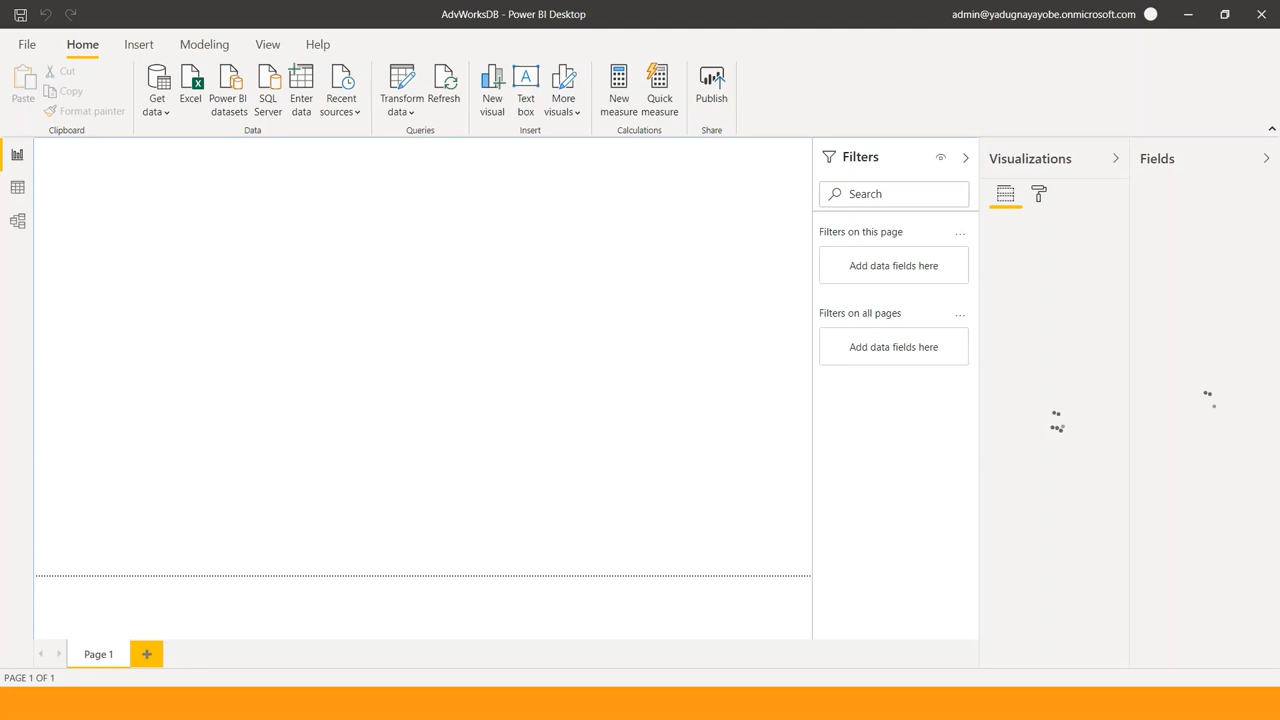 AdvWorksDB - Power BI Desktop
admin@yadugnayayobe.onmicrosoft.com
File
Home
Insert
Modeling
View
Help
Paste
Cut
Copy
Format painter
Clipboard
Get
data
Excel
Power BI
datasets
SQL
Server
Enter
data
Recent
sources
Data
Transform
data
Refresh
Queries
New
visual
A
Text
box
More
visuals
Insert
New
measure
Quick
measure
Calculations
Publish
Share
Filters
Search
Filters on this page
...
Add data fields here
Filters on all pages
...
Add data fields here
Visualizations
Fields
Page 1
PAGE 1 OF 1